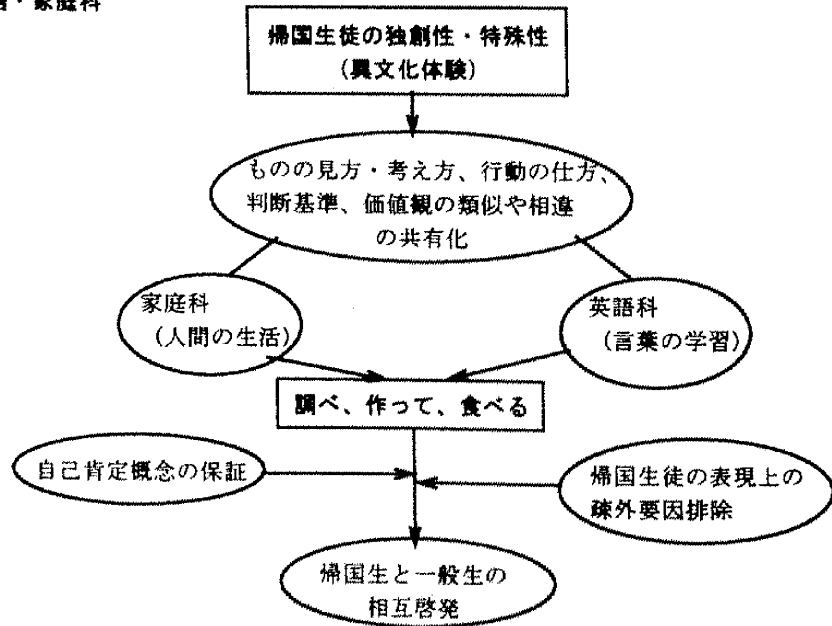 ・家庭科
帰国生徒の独創性・特殊性
(異文化体験)
ものの見方・考え方、行動の仕方、
判断基準、価値観の類似や相違
の共有化
家庭科
(人間の生活)
英語科
(言葉の学習)
調べ、作って、食べる
自己肯定概念の保証
帰国生徒の表現上の
疎外要因排除
帰国生と一般生の
相互啓発